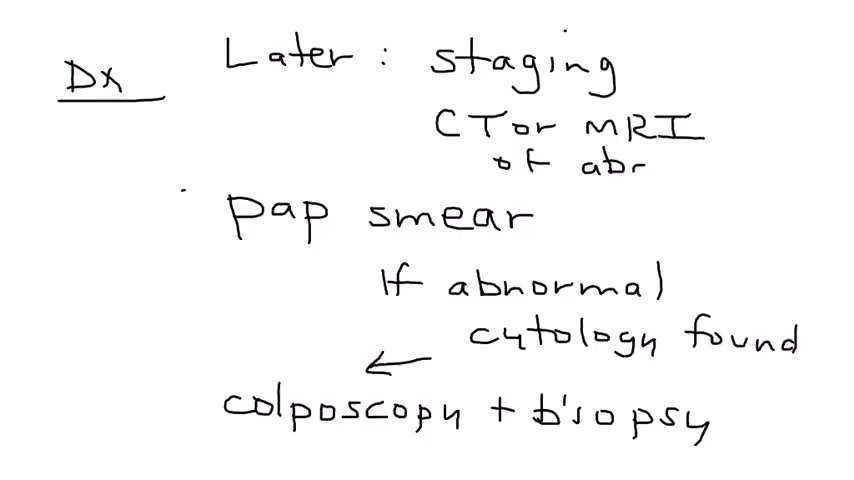 Dx
Later: staging
CT or MRI
of abr
pap smear
If abnormal
cytology found
←
colposcopy + biopsy